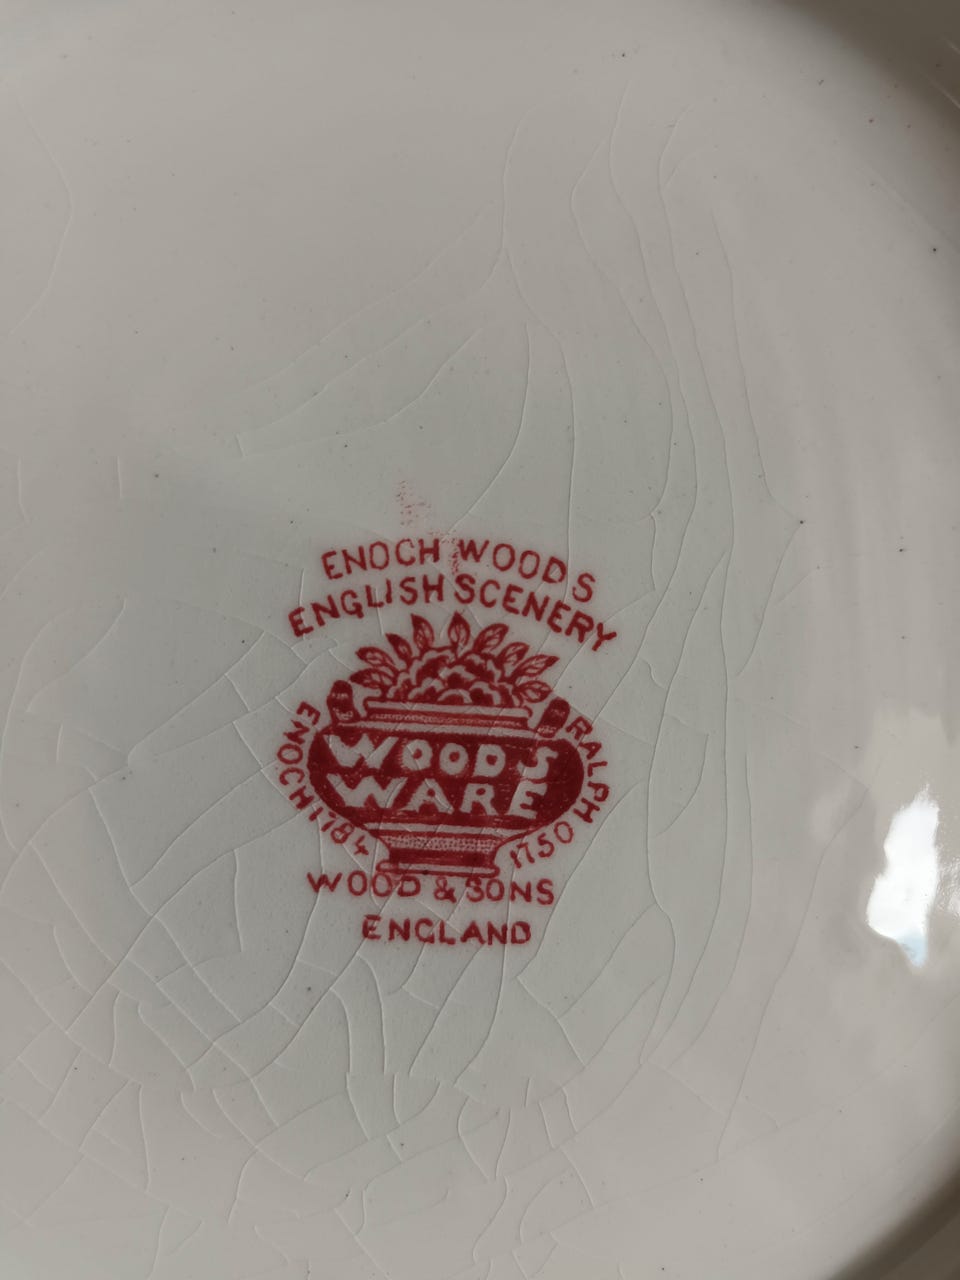 ENOCH WOODS
ENGLISH SCENERY
ENOCH 1784
RALPH 1750
WOODS
WARE
WOOD & SONS
ENGLAND